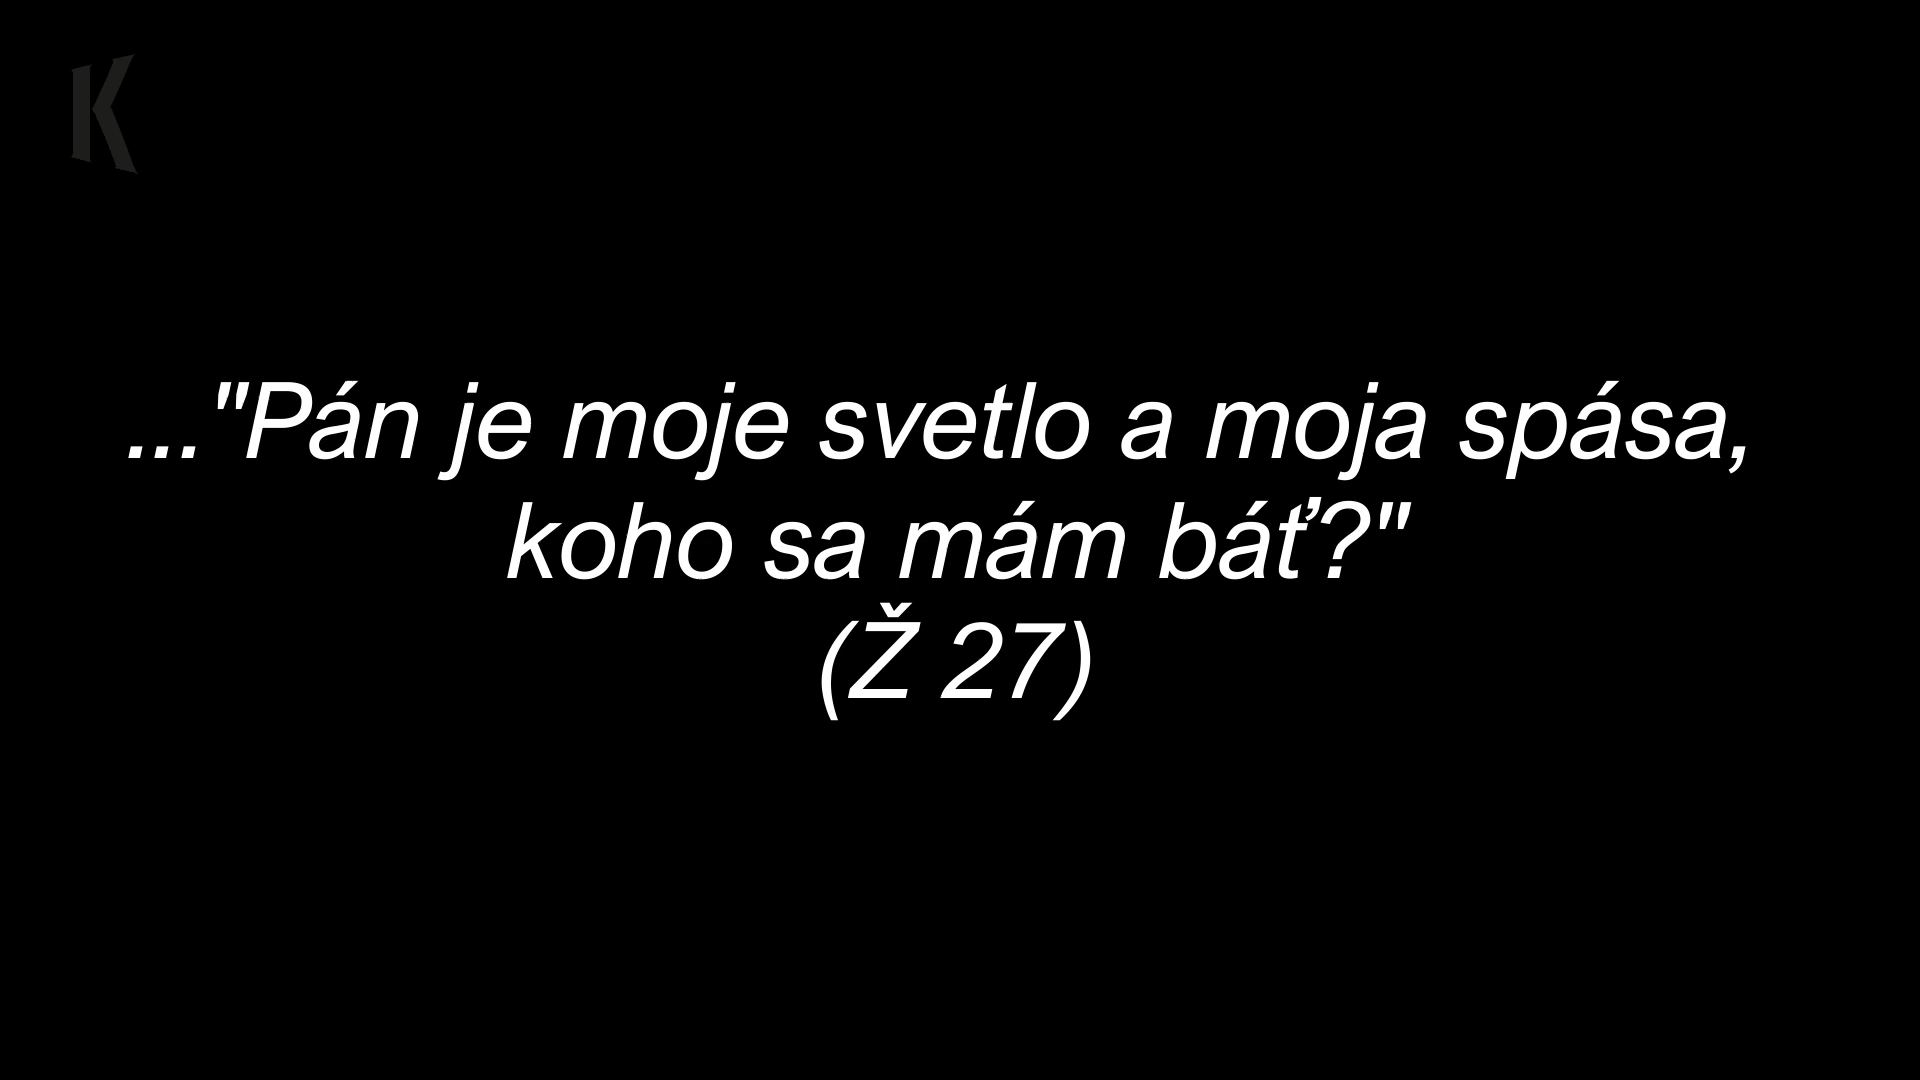 K
..."Pán je moje svetlo a moja spása,
koho sa mám báť?"
(Ž 27)